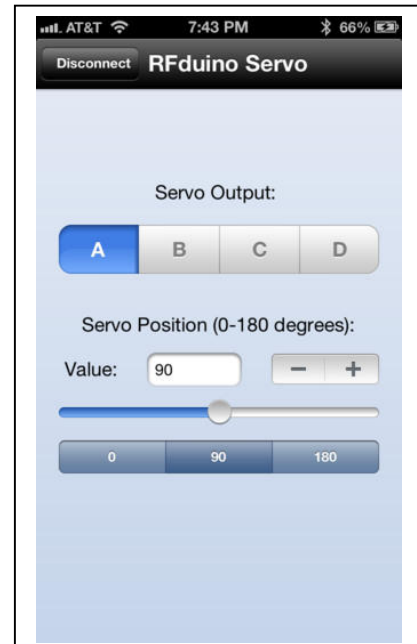 AT&T 7:43 PM 66%
Disconnect RFduino Servo
Servo Output:
A B C D
Servo Position (0-180 degrees):
Value: 90 − +
0 90 180